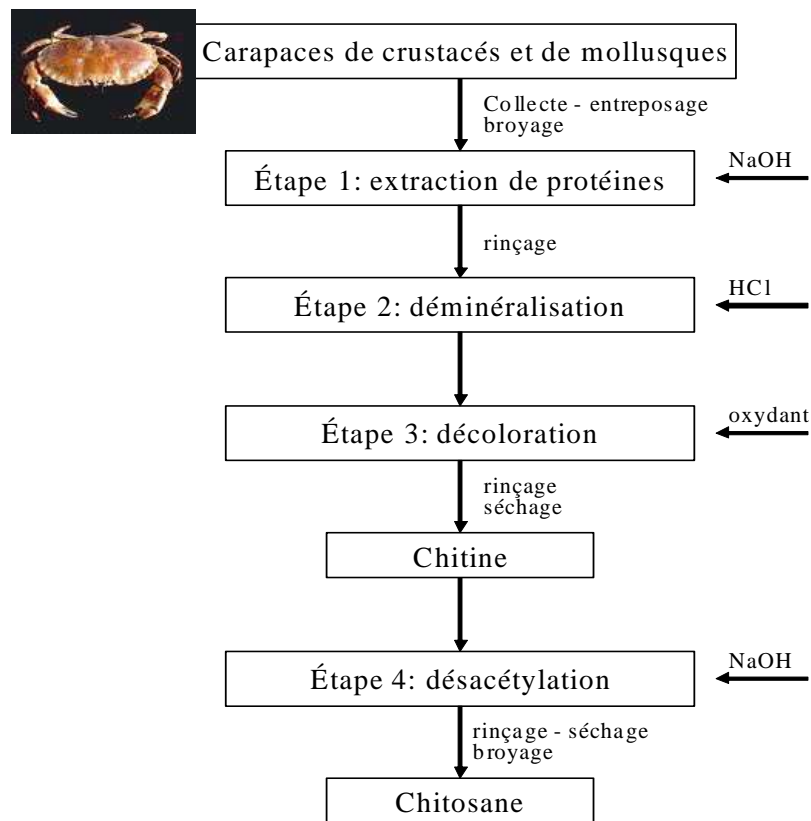 Carapaces de crustacés et de mollusques
Collecte - entreposage
broyage
NaOH
Étape 1: extraction de protéines
rinçage
HCl
Étape 2: déminéralisation
oxydant
Étape 3: décoloration
rinçage
séchage
Chitine
NaOH
Étape 4: désacétylation
rinçage - séchage
broyage
Chitosane